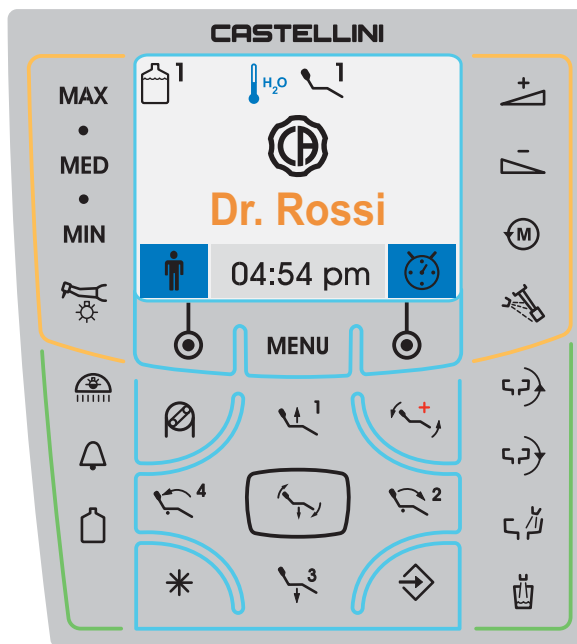 CASTELLINI
1
H₂O
1
Dr. Rossi
04:54 pm
MAX
MED
MIN
+
−
M
MENU
1
+
4
2
3